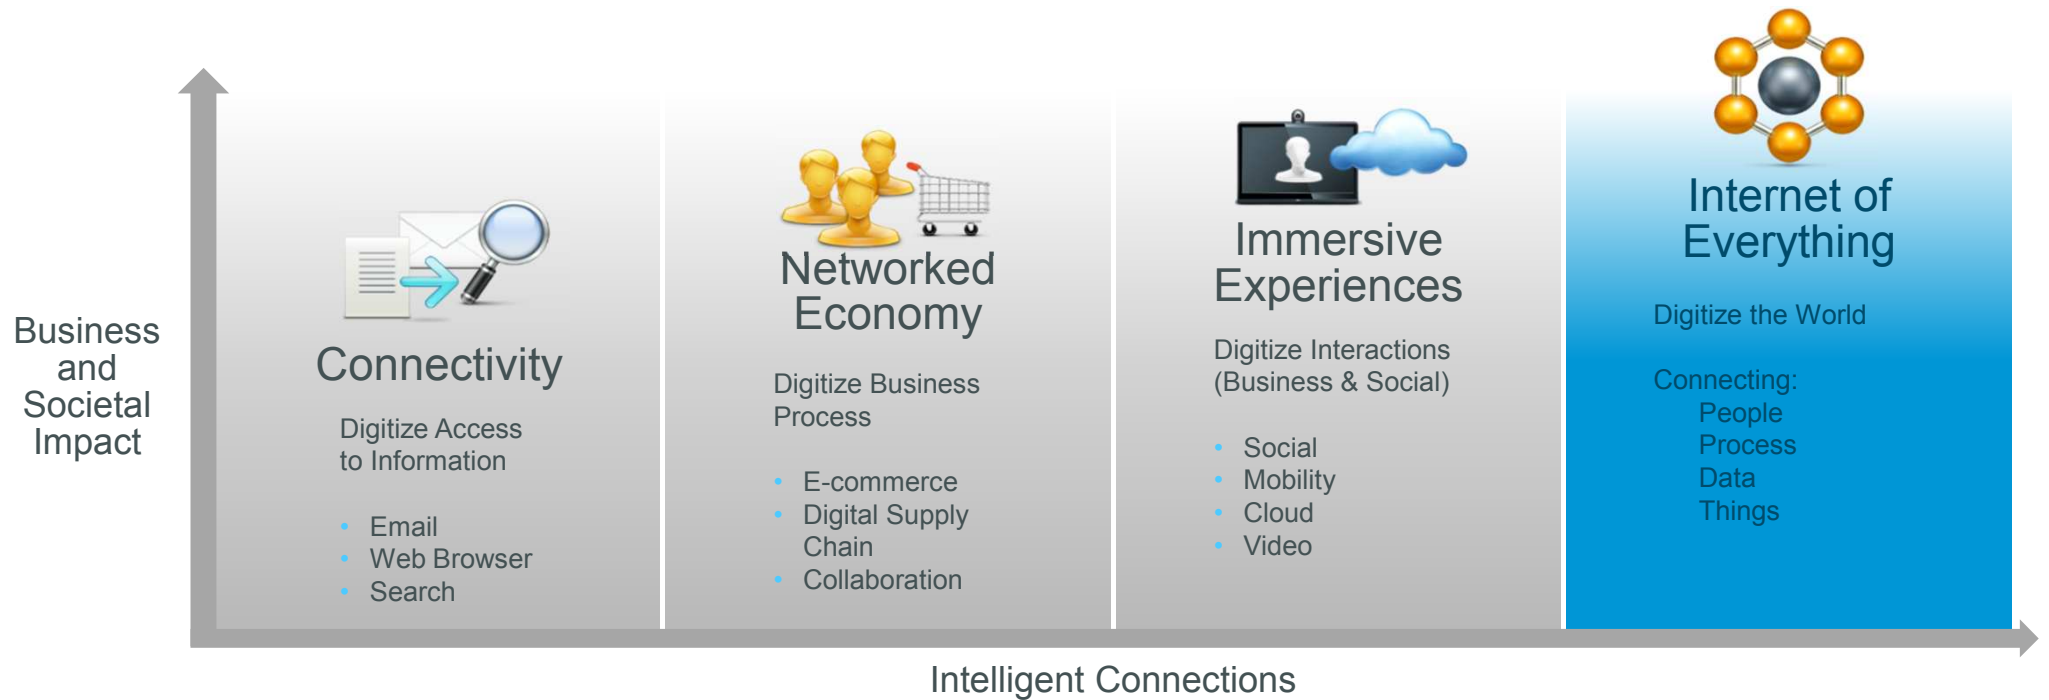 Business
and
Societal
Impact
Connectivity
Digitize Access
to Information
• Email
• Web Browser
• Search
Networked
Economy
Digitize Business
Process
• E-commerce
• Digital Supply
Chain
• Collaboration
Immersive
Experiences
Digitize Interactions
(Business & Social)
• Social
• Mobility
• Cloud
• Video
Internet of
Everything
Digitize the World
Connecting:
People
Process
Data
Things
Intelligent Connections